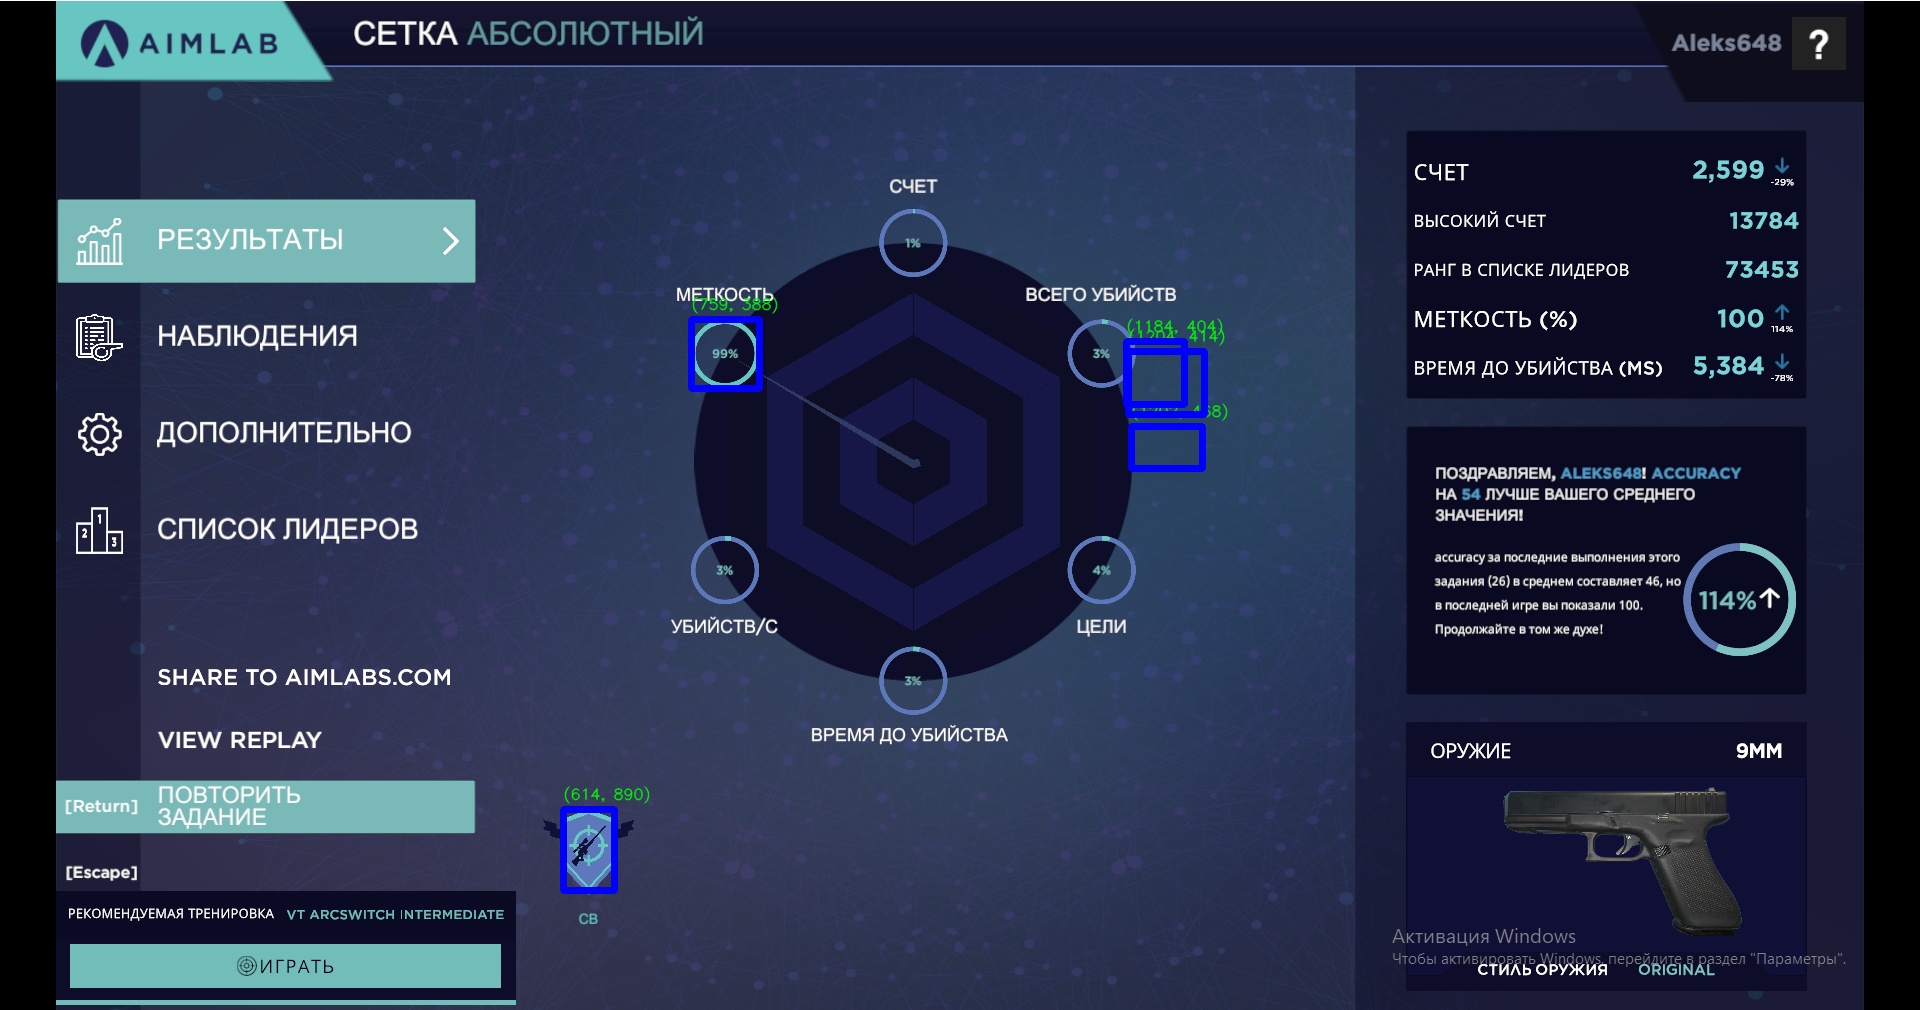 AIMLAB
СЕТКА АБСОЛЮТНЫЙ
Aleks648
?
РЕЗУЛЬТАТЫ
НАБЛЮДЕНИЯ
ДОПОЛНИТЕЛЬНО
СПИСОК ЛИДЕРОВ
SHARE TO AIMLABS.COM
VIEW REPLAY
[Return] ПОВТОРИТЬ
ЗАДАНИЕ
[Escape]
РЕКОМЕНДУЕМАЯ ТРЕНИРОВКА VT ARCSWITCH INTERMEDIATE
ИГРАТЬ
СЧЕТ
1%
МЕТКОСТЬ
(759, 388)
99%
ВСЕГО УБИЙСТВ
3%
(1184, 404)
(1204, 414)
3%
УБИЙСТВ/С
4%
ЦЕЛИ
3%
ВРЕМЯ ДО УБИЙСТВА
(614, 890)
СВ
СЧЕТ 2,599 -29%
ВЫСОКИЙ СЧЕТ 13784
РАНГ В СПИСКЕ ЛИДЕРОВ 73453
МЕТКОСТЬ (%) 100 114%
ВРЕМЯ ДО УБИЙСТВА (MS) 5,384 -78%
ПОЗДРАВЛЯЕМ, ALEKS648! ACCURACY
НА 54 ЛУЧШЕ ВАШЕГО СРЕДНЕГО
ЗНАЧЕНИЯ!
accuracy за последние выполнения этого
задания (26) в среднем составляет 46, но
в последней игре вы показали 100.
Продолжайте в том же духе!
114%
ОРУЖИЕ 9MM
Активация Windows
Чтобы активировать Windows, перейдите в раздел "Параметры".
СТИЛЬ ОРУЖИЯ ORIGINAL